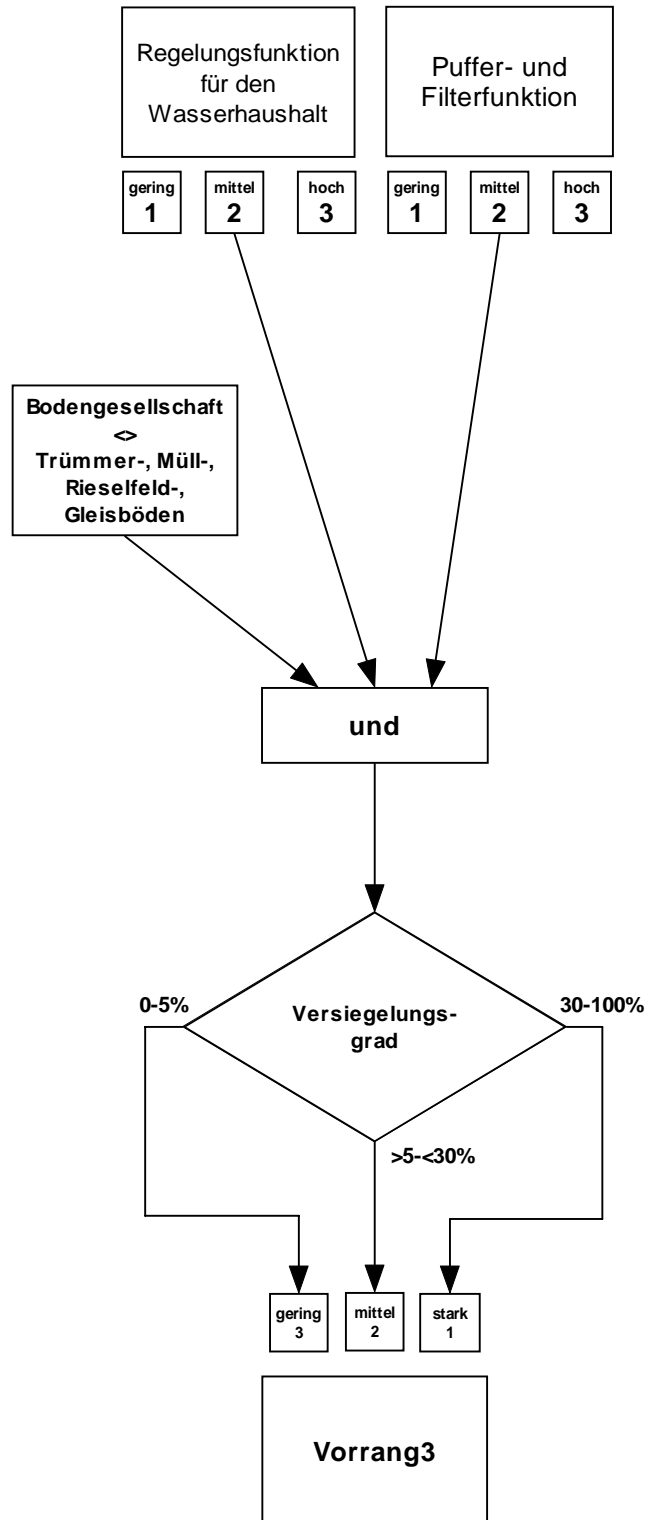 Regelungsfunktion
für den
Wasserhaushalt
Puffer- und
Filterfunktion
gering
1
mittel
2
hoch
3
gering
1
mittel
2
hoch
3
Bodengesellschaft
<>
Trümmer-, Müll-,
Rieselfeld-,
Gleisböden
und
0-5%
Versiegelungs-
grad
30-100%
>5-<30%
gering
3
mittel
2
stark
1
Vorrang3